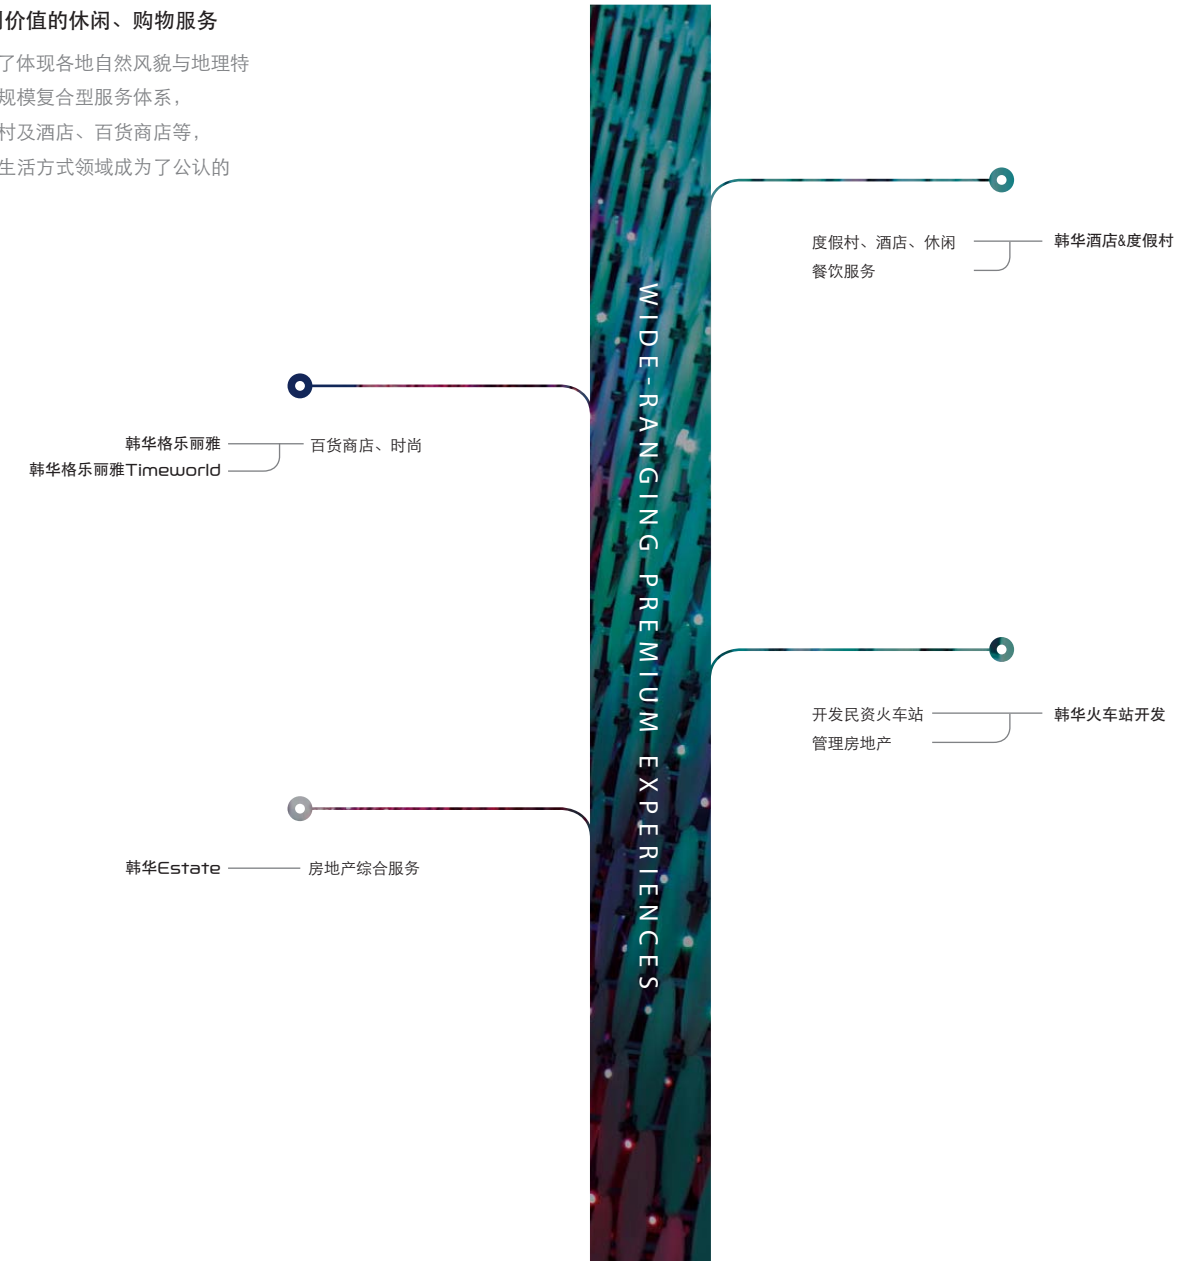 价值的休闲、购物服务
了体现各地自然风貌与地理特
规模复合型服务体系，
村及酒店、百货商店等，
生活方式领域成为了公认的
度假村、酒店、休闲
餐饮服务
韩华酒店&度假村
WIDE-RANGING PREMIUM EXPERIENCES
韩华格乐丽雅
韩华格乐丽雅Timeworld
百货商店、时尚
开发民资火车站
管理房地产
韩华火车站开发
韩华Estate
房地产综合服务